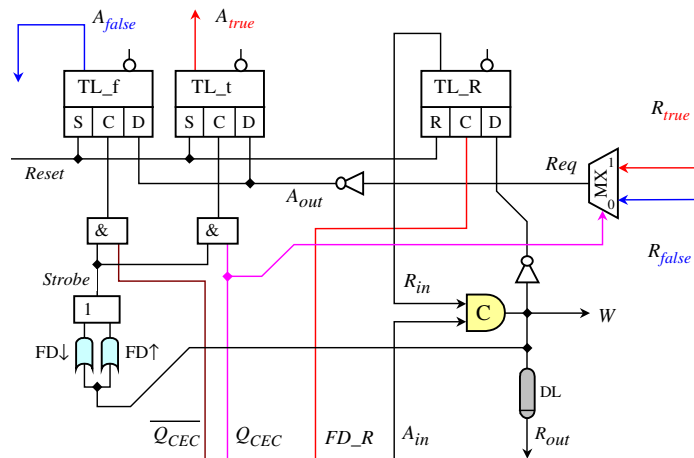 A_false
A_true
TL_f
TL_t
TL_R
S C D
S C D
R C D
R_true
Reset
Req
MX
1
0
A_out
&
&
R_false
Strobe
R_in
1
C
W
FD↓
FD↑
DL
\overline{Q_CEC}
Q_CEC
FD_R
A_in
R_out